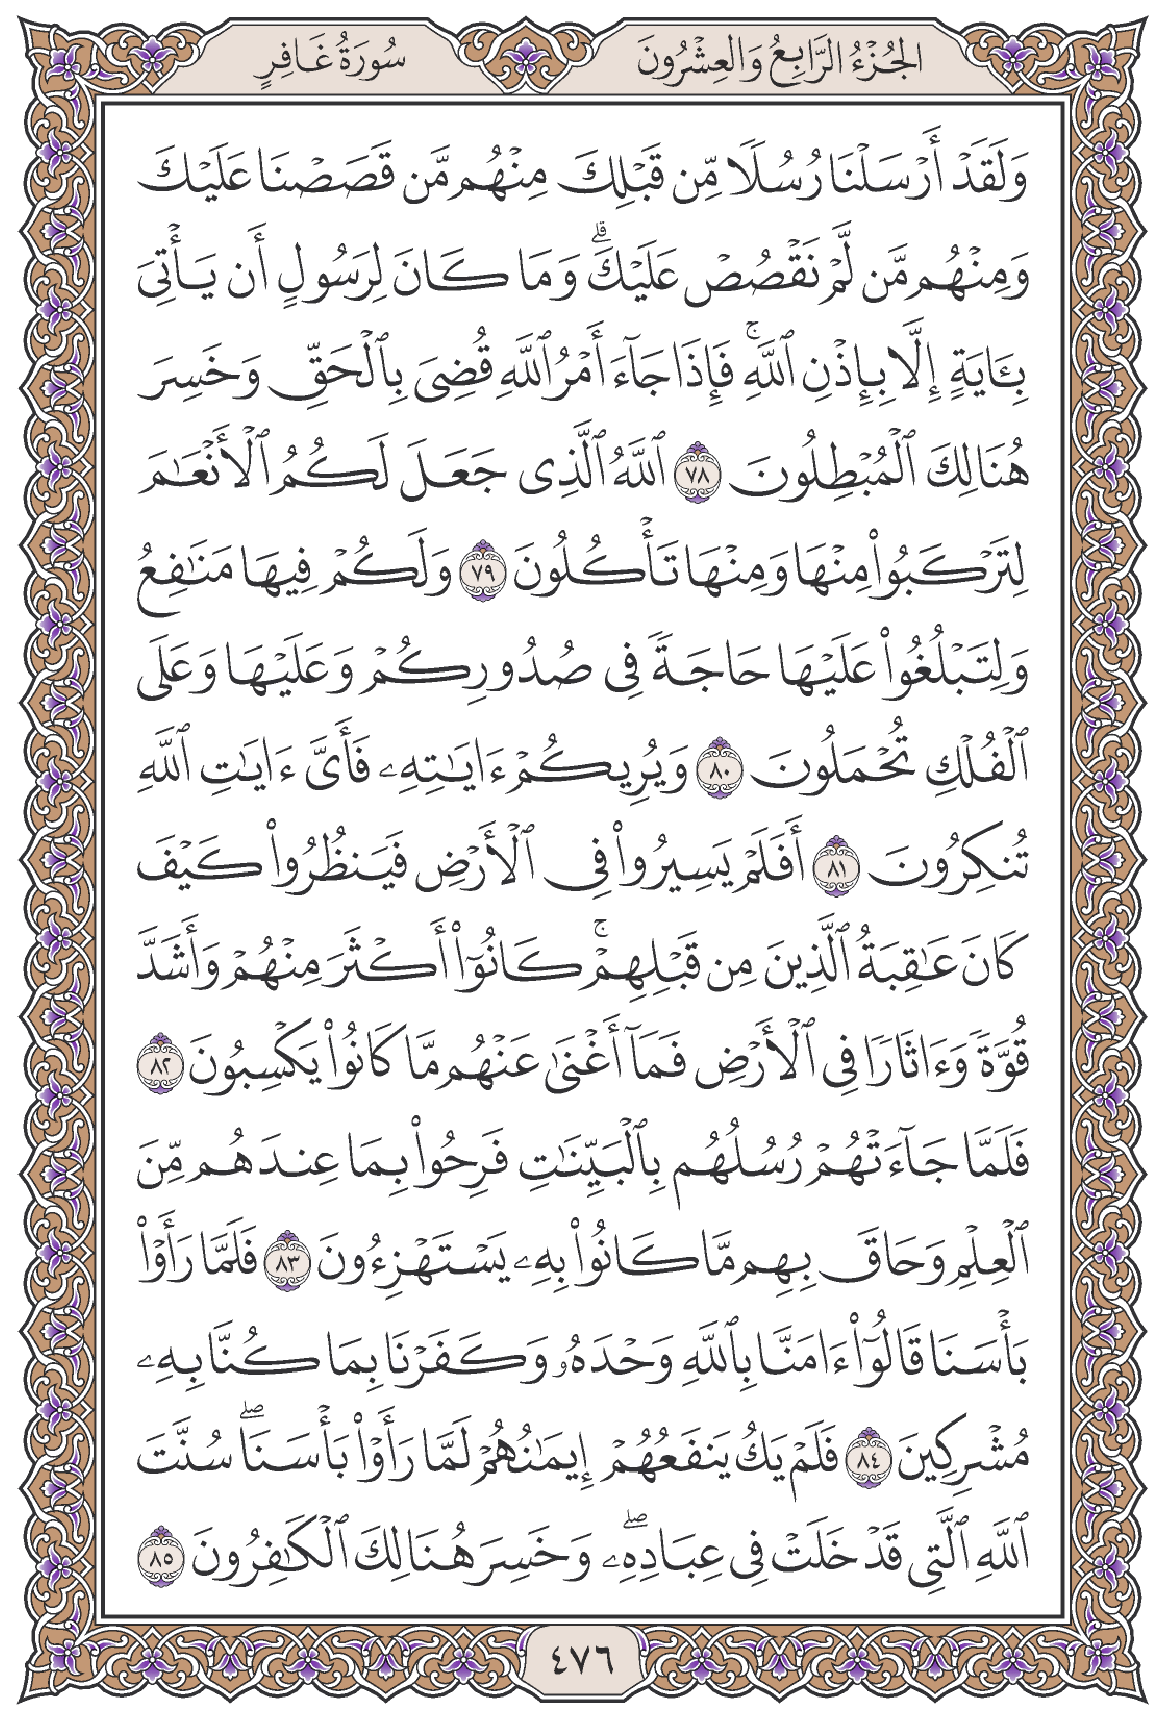 الجُزْءُ الرَّابِعُ وَالعِشْرُونَ
سُورَةُ غَافِرٍ
وَلَقَدْ أَرْسَلْنَا رُسُلًا مِّن قَبْلِكَ مِنْهُم مَّن قَصَصْنَا عَلَيْكَ
وَمِنْهُم مَّن لَّمْ نَقْصُصْ عَلَيْكَۗ وَمَا كَانَ لِرَسُولٍ أَن يَأْتِىَ
بِـَٔايَةٍ إِلَّا بِإِذْنِ ٱللَّهِۚ فَإِذَا جَآءَ أَمْرُ ٱللَّهِ قُضِىَ بِٱلْحَقِّ وَخَسِرَ
هُنَالِكَ ٱلْمُبْطِلُونَ ٧٨ ٱللَّهُ ٱلَّذِى جَعَلَ لَكُمُ ٱلْأَنْعَـٰمَ
لِتَرْكَبُوا۟ مِنْهَا وَمِنْهَا تَأْكُلُونَ ٧٩ وَلَكُمْ فِيهَا مَنَـٰفِعُ
وَلِتَبْلُغُوا۟ عَلَيْهَا حَاجَةً فِى صُدُورِكُمْ وَعَلَيْهَا وَعَلَى
ٱلْفُلْكِ تُحْمَلُونَ ٨٠ وَيُرِيكُمْ ءَايَـٰتِهِۦ فَأَىَّ ءَايَـٰتِ ٱللَّهِ
تُنكِرُونَ ٨١ أَفَلَمْ يَسِيرُوا۟ فِى ٱلْأَرْضِ فَيَنظُرُوا۟ كَيْفَ
كَانَ عَـٰقِبَةُ ٱلَّذِينَ مِن قَبْلِهِمْۚ كَانُوٓا۟ أَكْثَرَ مِنْهُمْ وَأَشَدَّ
قُوَّةً وَءَاثَارًا فِى ٱلْأَرْضِ فَمَآ أَغْنَىٰ عَنْهُم مَّا كَانُوا۟ يَكْسِبُونَ ٨٢
فَلَمَّا جَآءَتْهُمْ رُسُلُهُم بِٱلْبَيِّنَـٰتِ فَرِحُوا۟ بِمَا عِندَهُم مِّنَ
ٱلْعِلْمِ وَحَاقَ بِهِم مَّا كَانُوا۟ بِهِۦ يَسْتَهْزِءُونَ ٨٣ فَلَمَّا رَأَوْا۟
بَأْسَنَا قَالُوٓا۟ ءَامَنَّا بِٱللَّهِ وَحْدَهُۥ وَكَفَرْنَا بِمَا كُنَّا بِهِۦ
مُشْرِكِينَ ٨٤ فَلَمْ يَكُ يَنفَعُهُمْ إِيمَـٰنُهُمْ لَمَّا رَأَوْا۟ بَأْسَنَاۖ سُنَّتَ
ٱللَّهِ ٱلَّتِى قَدْ خَلَتْ فِى عِبَادِهِۦۖ وَخَسِرَ هُنَالِكَ ٱلْكَـٰفِرُونَ ٨٥
٤٧٦